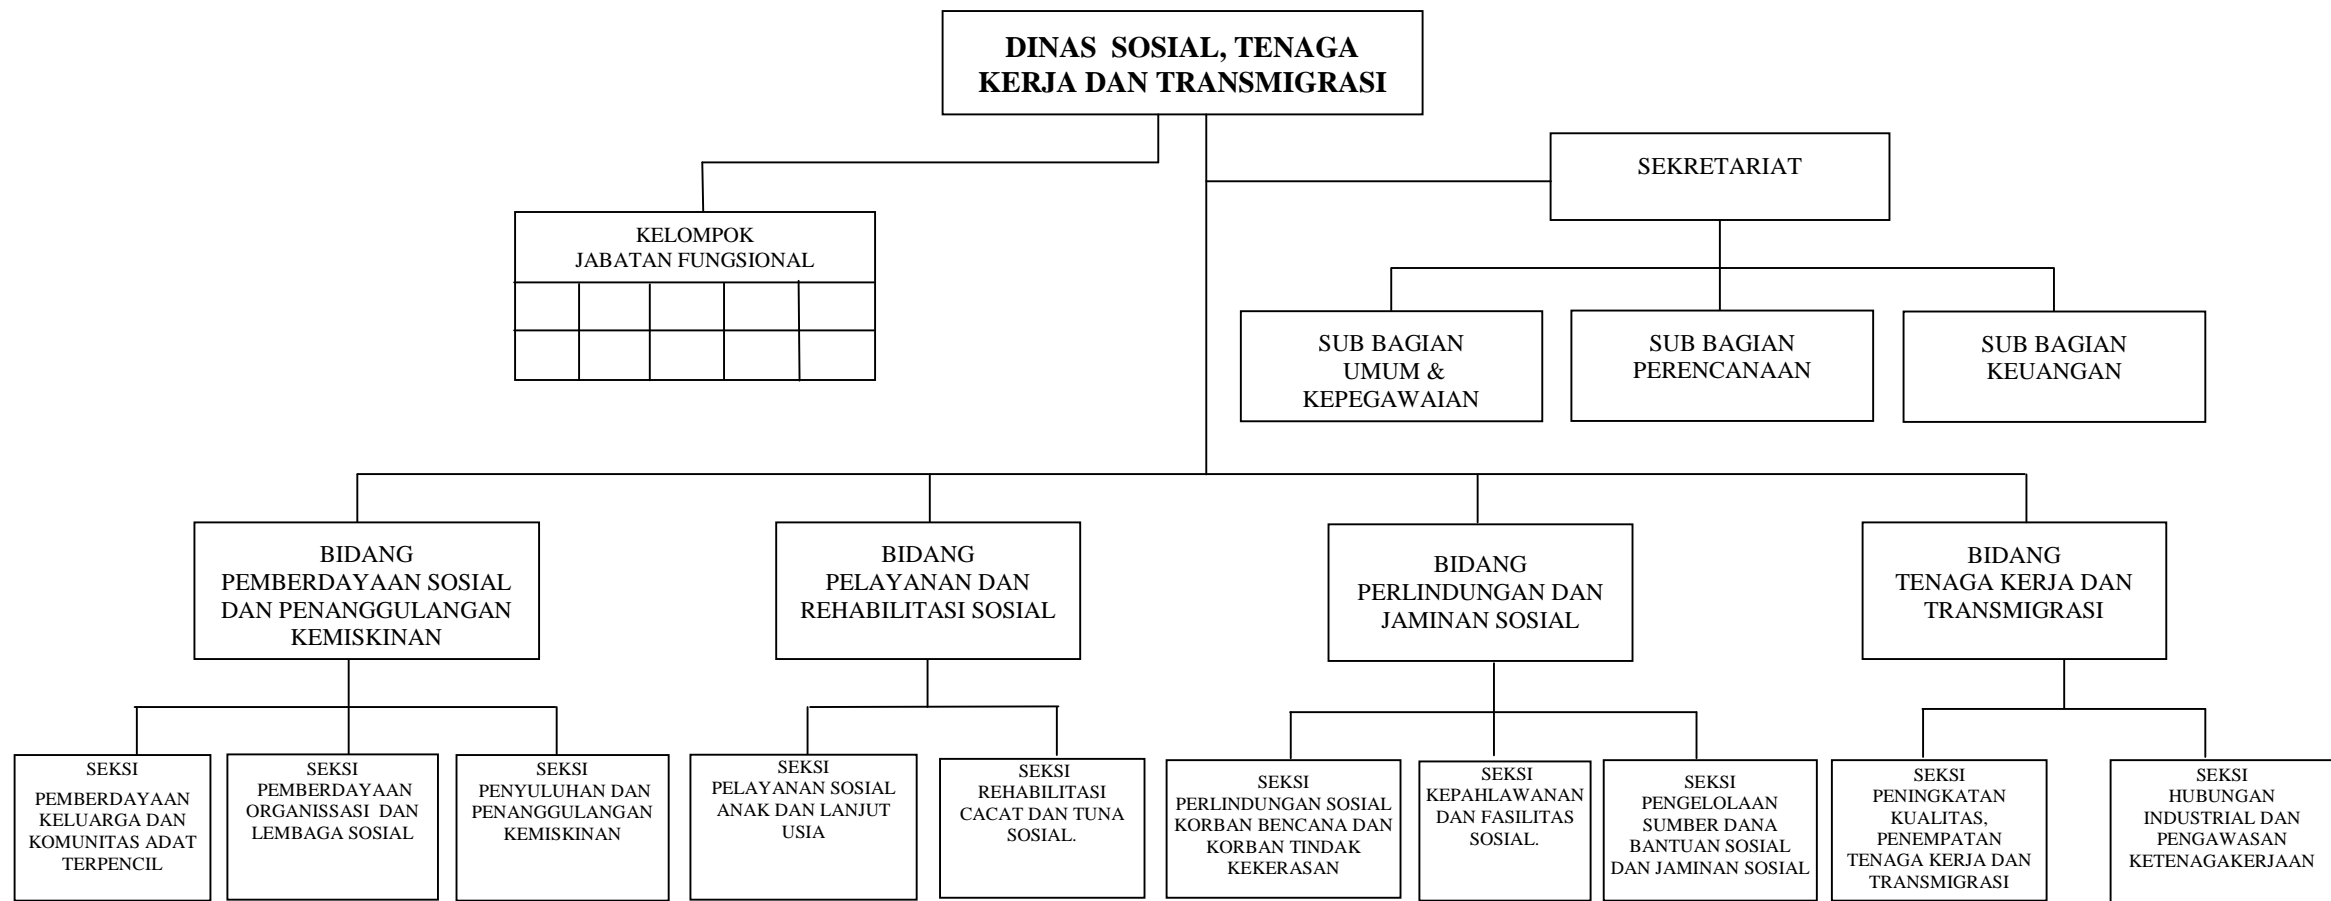 DINAS  SOSIAL, TENAGA
KERJA DAN TRANSMIGRASI
SEKRETARIAT
KELOMPOK
JABATAN FUNGSIONAL
SUB BAGIAN
UMUM &
KEPEGAWAIAN
SUB BAGIAN
PERENCANAAN
SUB BAGIAN
KEUANGAN
BIDANG
PEMBERDAYAAN SOSIAL
DAN PENANGGULANGAN
KEMISKINAN
BIDANG
PELAYANAN DAN
REHABILITASI SOSIAL
BIDANG
PERLINDUNGAN DAN
JAMINAN SOSIAL
BIDANG
TENAGA KERJA DAN
TRANSMIGRASI
SEKSI
PEMBERDAYAAN
KELUARGA DAN
KOMUNITAS ADAT
TERPENCIL
SEKSI
PEMBERDAYAAN
ORGANISSASI  DAN
LEMBAGA SOSIAL
SEKSI
PENYULUHAN DAN
PENANGGULANGAN
KEMISKINAN
SEKSI
PELAYANAN SOSIAL
ANAK DAN LANJUT
USIA
SEKSI
REHABILITASI
CACAT DAN TUNA
SOSIAL.
SEKSI
PERLINDUNGAN SOSIAL
KORBAN BENCANA DAN
KORBAN TINDAK
KEKERASAN
SEKSI
KEPAHLAWANAN
DAN FASILITAS
SOSIAL.
SEKSI
PENGELOLAAN
SUMBER DANA
BANTUAN SOSIAL
DAN JAMINAN SOSIAL
SEKSI
PENINGKATAN
KUALITAS,
PENEMPATAN
TENAGA KERJA DAN
TRANSMIGRASI
SEKSI
HUBUNGAN
INDUSTRIAL DAN
PENGAWASAN
KETENAGAKERJAAN